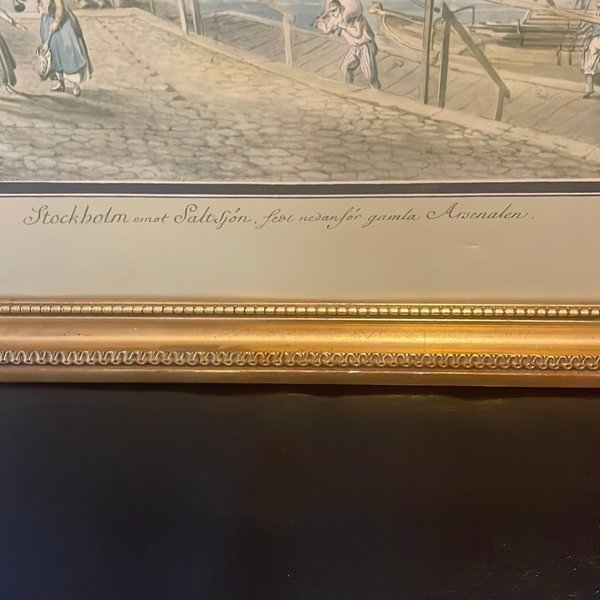 Stockholm emot Saltsjön, sedt nedanför gamla Arsenalen.